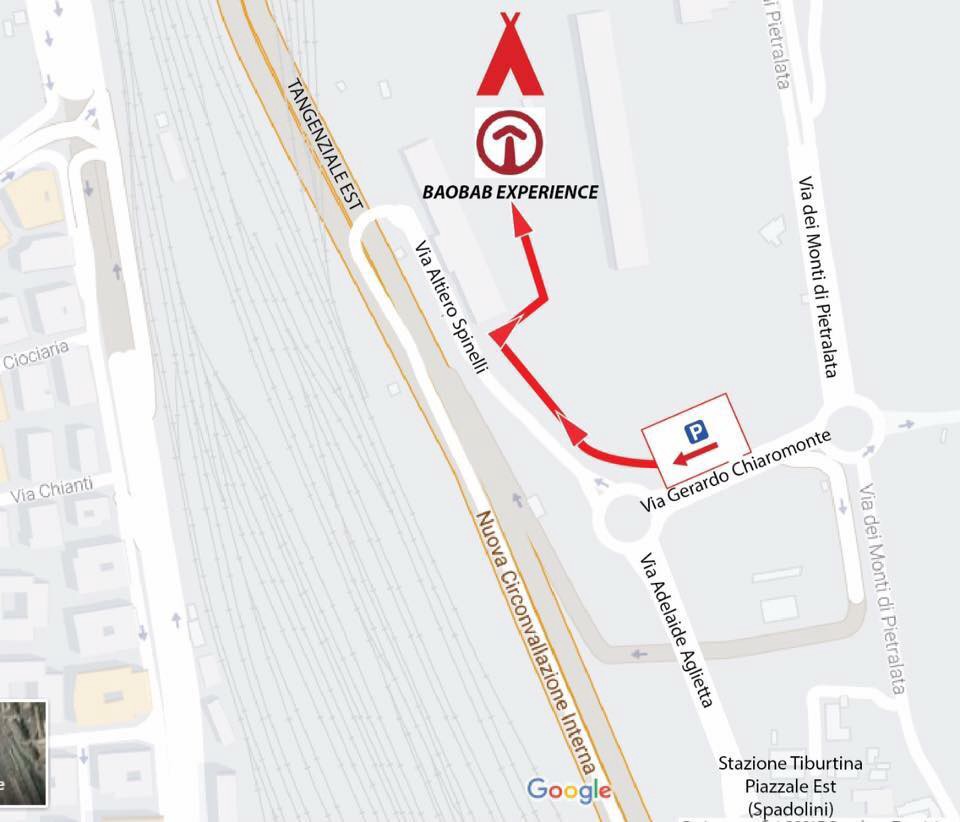 di Pietralata
TANGENZIALE EST
BAOBAB EXPERIENCE
Via dei Monti di Pietralata
Via Altiero Spinelli
Ciociaria
P
Via Gerardo Chiaromonte
Via Chianti
Via dei Monti di Pietralata
Nuova Circonvallazione Interna
Via Adelaide Aglietta
Stazione Tiburtina
Piazzale Est
(Spadolini)
Google
e